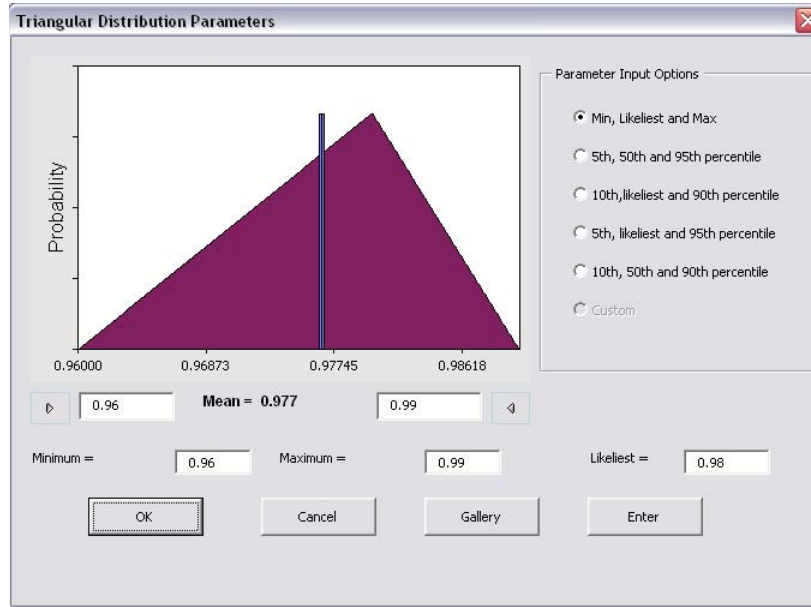 Triangular Distribution Parameters
Probability
0.96000 0.96873 0.97745 0.98618
0.96 Mean = 0.977 0.99
Parameter Input Options
Min, Likeliest and Max
5th, 50th and 95th percentile
10th,likeliest and 90th percentile
5th, likeliest and 95th percentile
10th, 50th and 90th percentile
Custom
Minimum = 0.96 Maximum = 0.99 Likeliest = 0.98
OK Cancel Gallery Enter